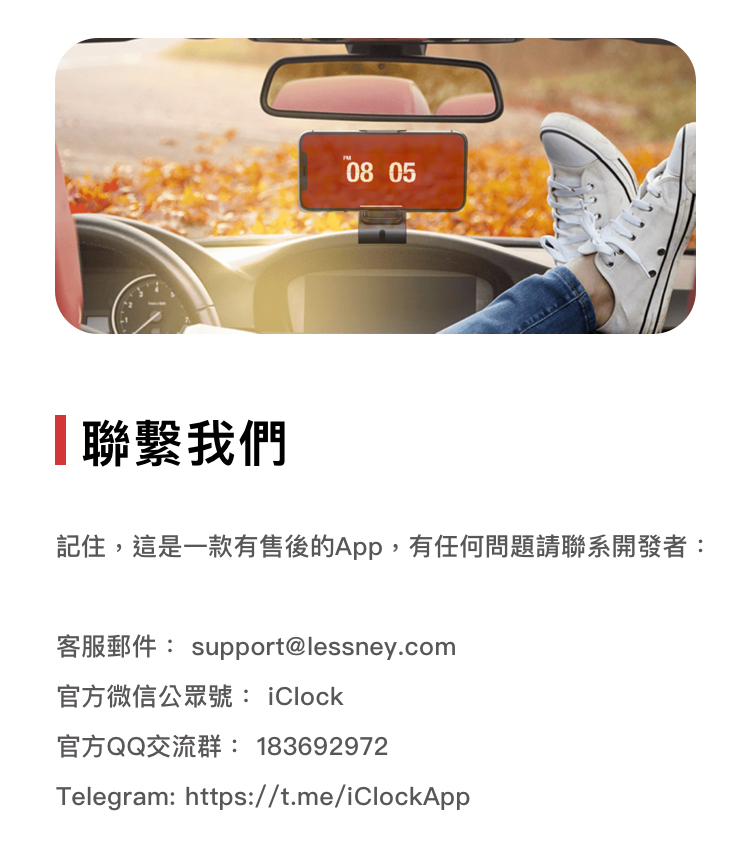 PM
08 05
聯繫我們
記住，這是一款有售後的App，有任何問題請聯系開發者：
客服郵件： support@lessney.com
官方微信公眾號： iClock
官方QQ交流群： 183692972
Telegram: https://t.me/iClockApp